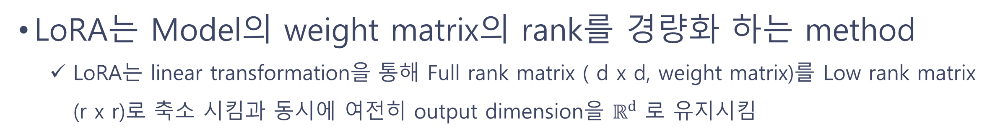 • LoRA는 Model의 weight matrix의 rank를 경량화 하는 method
✓ LoRA는 linear transformation을 통해 Full rank matrix ( d x d, weight matrix)를 Low rank matrix
(r x r)로 축소 시킴과 동시에 여전히 output dimension을 ℝᵈ 로 유지시킴